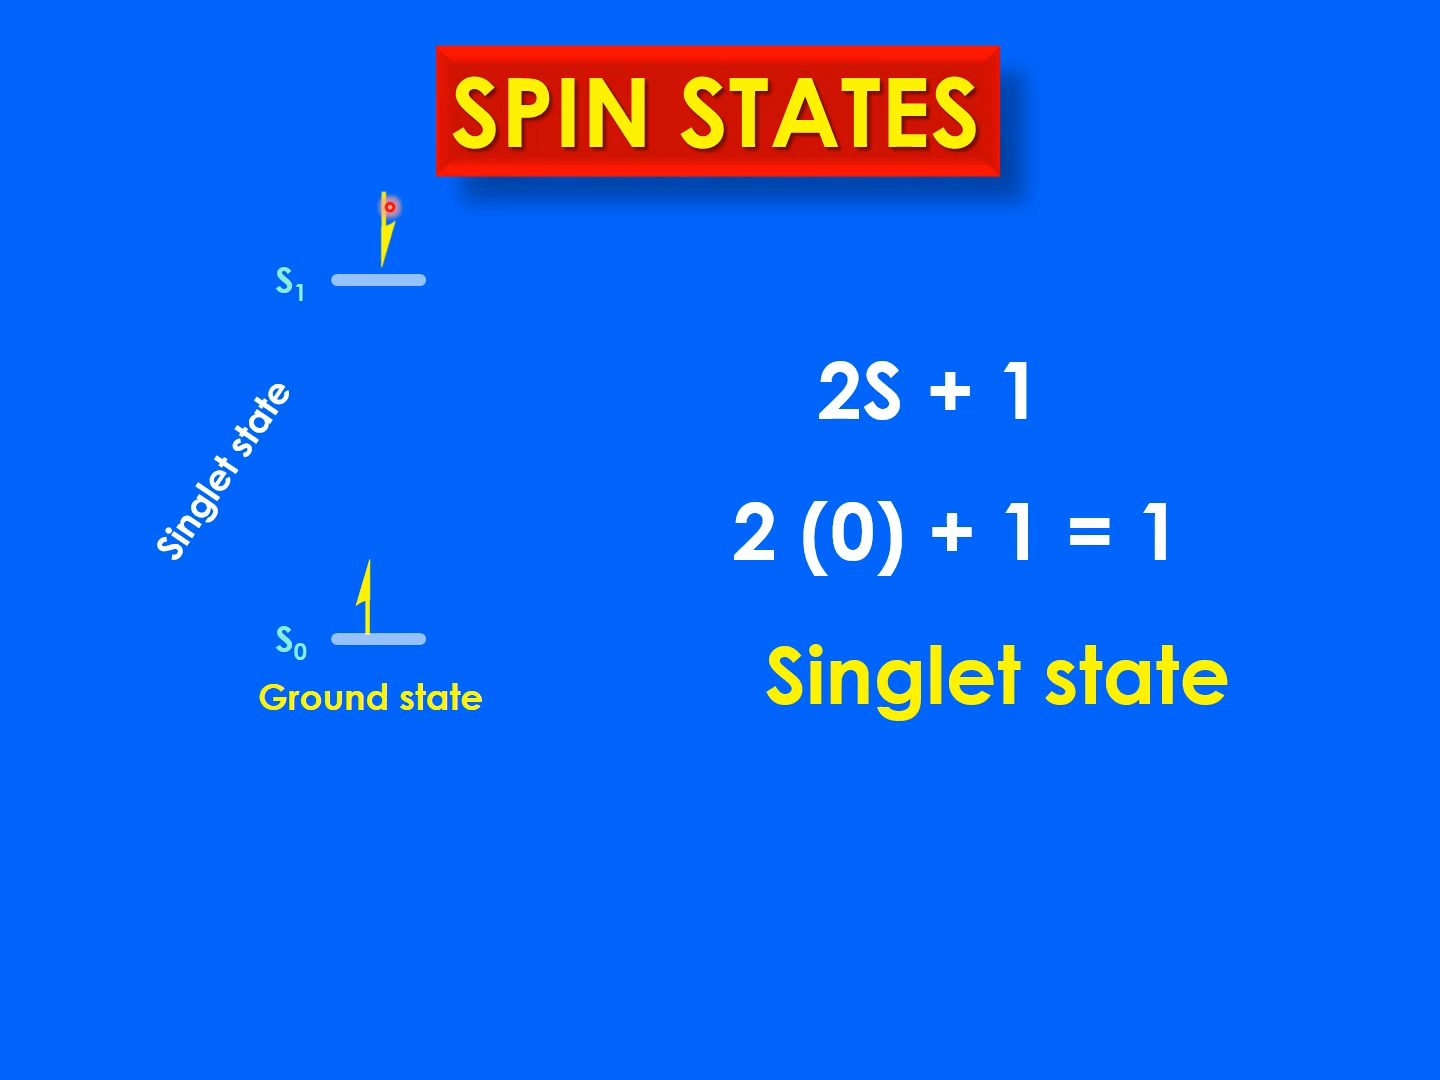 SPIN STATES
S₁
Singlet state
S₀
Ground state
2S + 1
2 (0) + 1 = 1
Singlet state